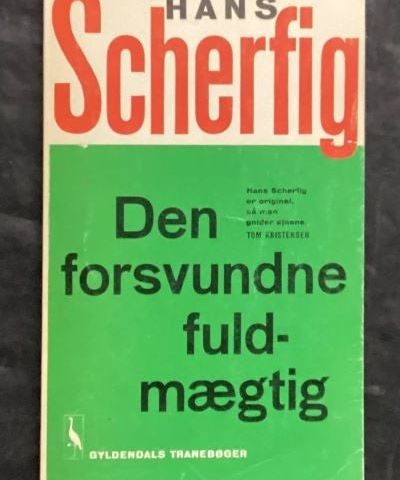 HANS
Scherfig
Hans Scherfig
er original,
så man
gnider øjnene.
TOM KRISTENSEN
Den
forsvundne
fuld-
mægtig
GYLDENDALS TRANEBØGER